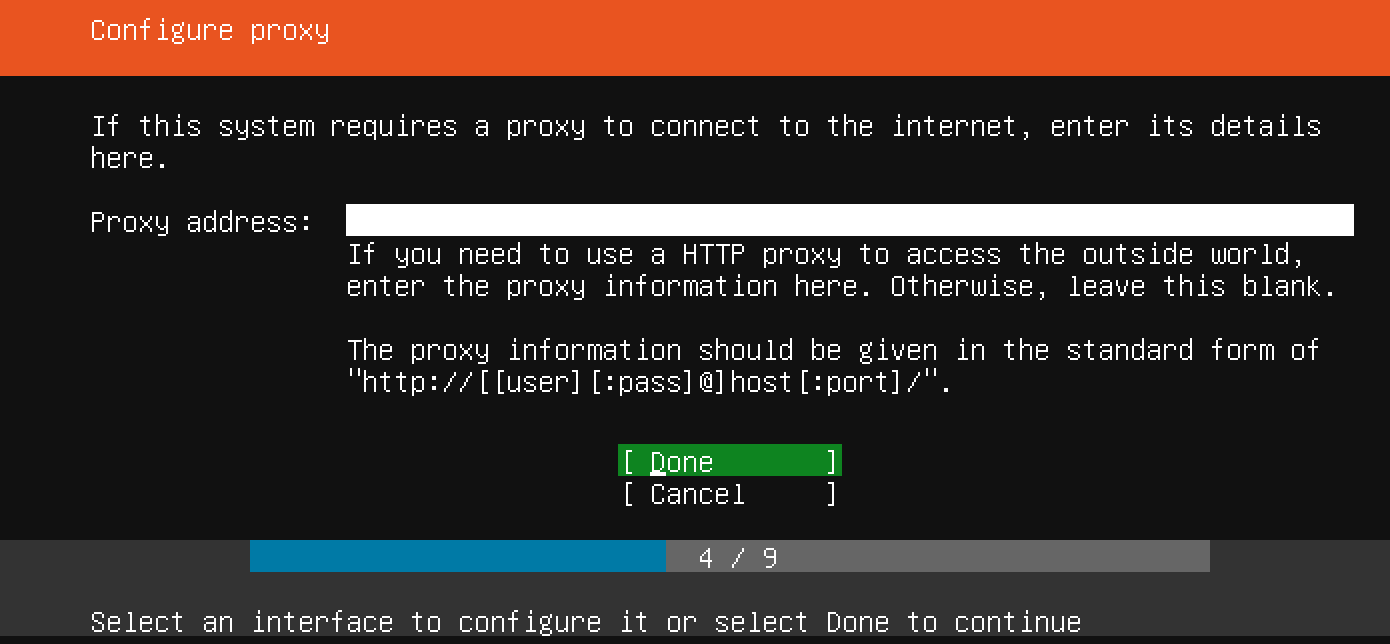 Configure proxy
If this system requires a proxy to connect to the internet, enter its details
here.
Proxy address:
If you need to use a HTTP proxy to access the outside world,
enter the proxy information here. Otherwise, leave this blank.
The proxy information should be given in the standard form of
"http://[[user][:pass]@]host[:port]/".
[ Done ]
[ Cancel ]
4 / 9
Select an interface to configure it or select Done to continue